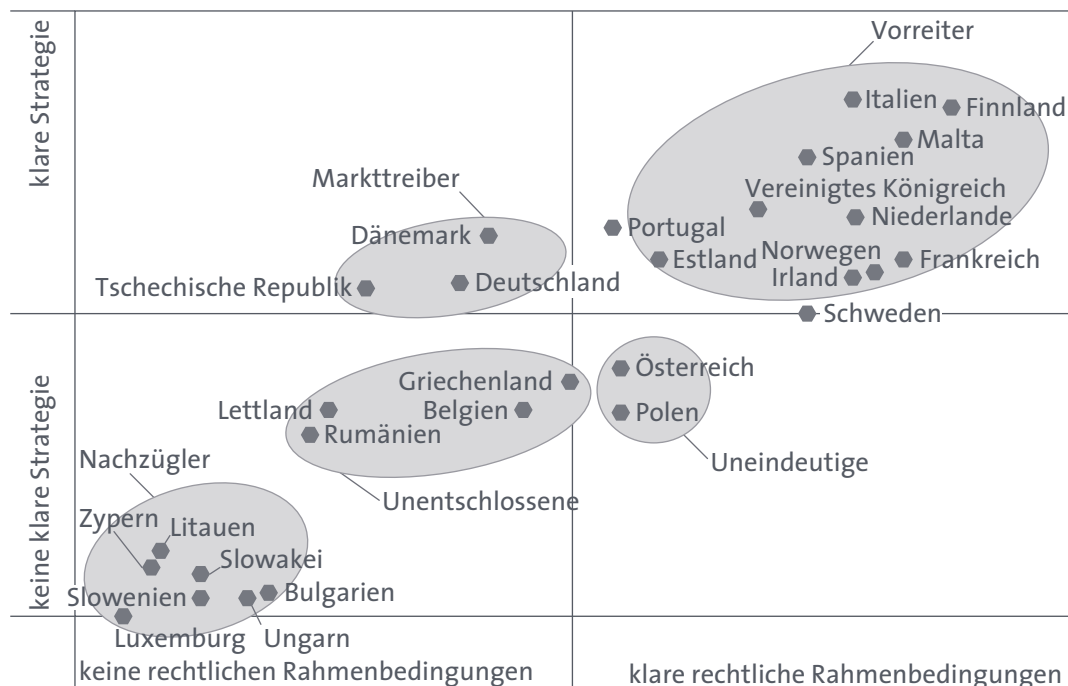 klare Strategie
keine klare Strategie
Vorreiter
Italien
Finnland
Malta
Spanien
Vereinigtes Königreich
Niederlande
Portugal
Norwegen
Estland
Frankreich
Irland
Schweden
Markttreiber
Dänemark
Deutschland
Tschechische Republik
Griechenland
Lettland
Belgien
Rumänien
Unentschlossene
Österreich
Polen
Uneindeutige
Nachzügler
Zypern
Litauen
Slowakei
Slowenien
Bulgarien
Luxemburg
Ungarn
keine rechtlichen Rahmenbedingungen
klare rechtliche Rahmenbedingungen